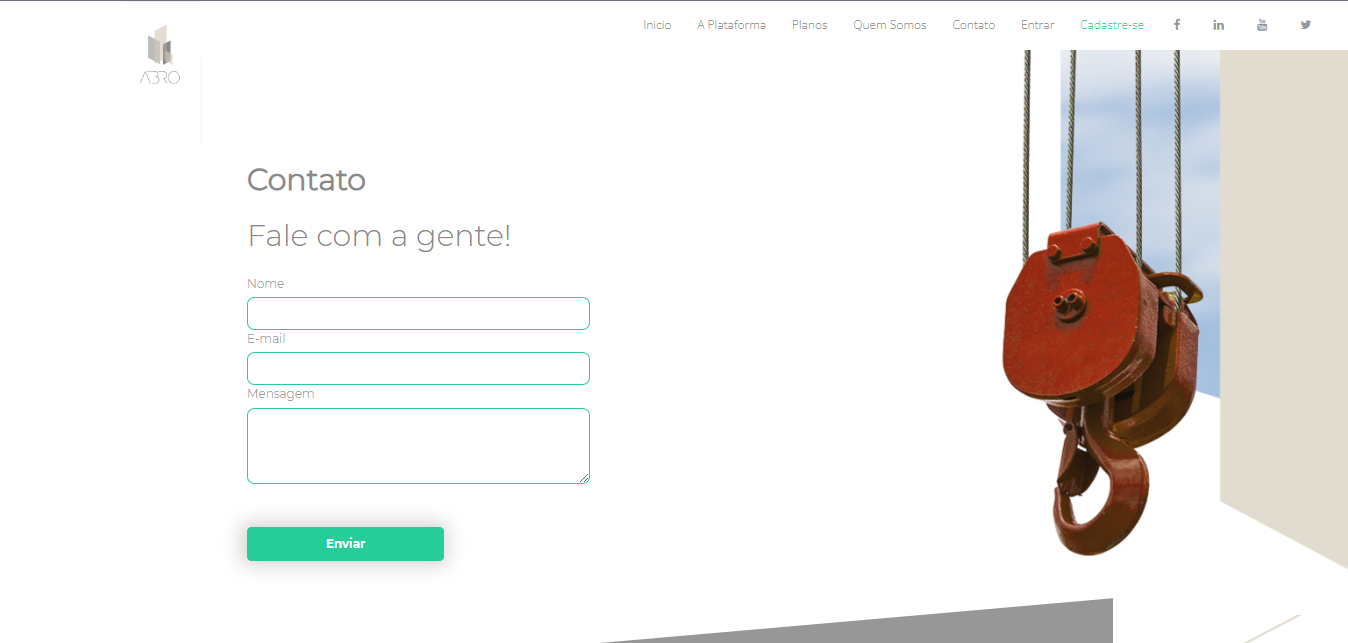 Inicio A Plataforma Planos Quem Somos Contato Entrar Cadastre-se
ABRO
Contato
Fale com a gente!
Nome
E-mail
Mensagem
Enviar